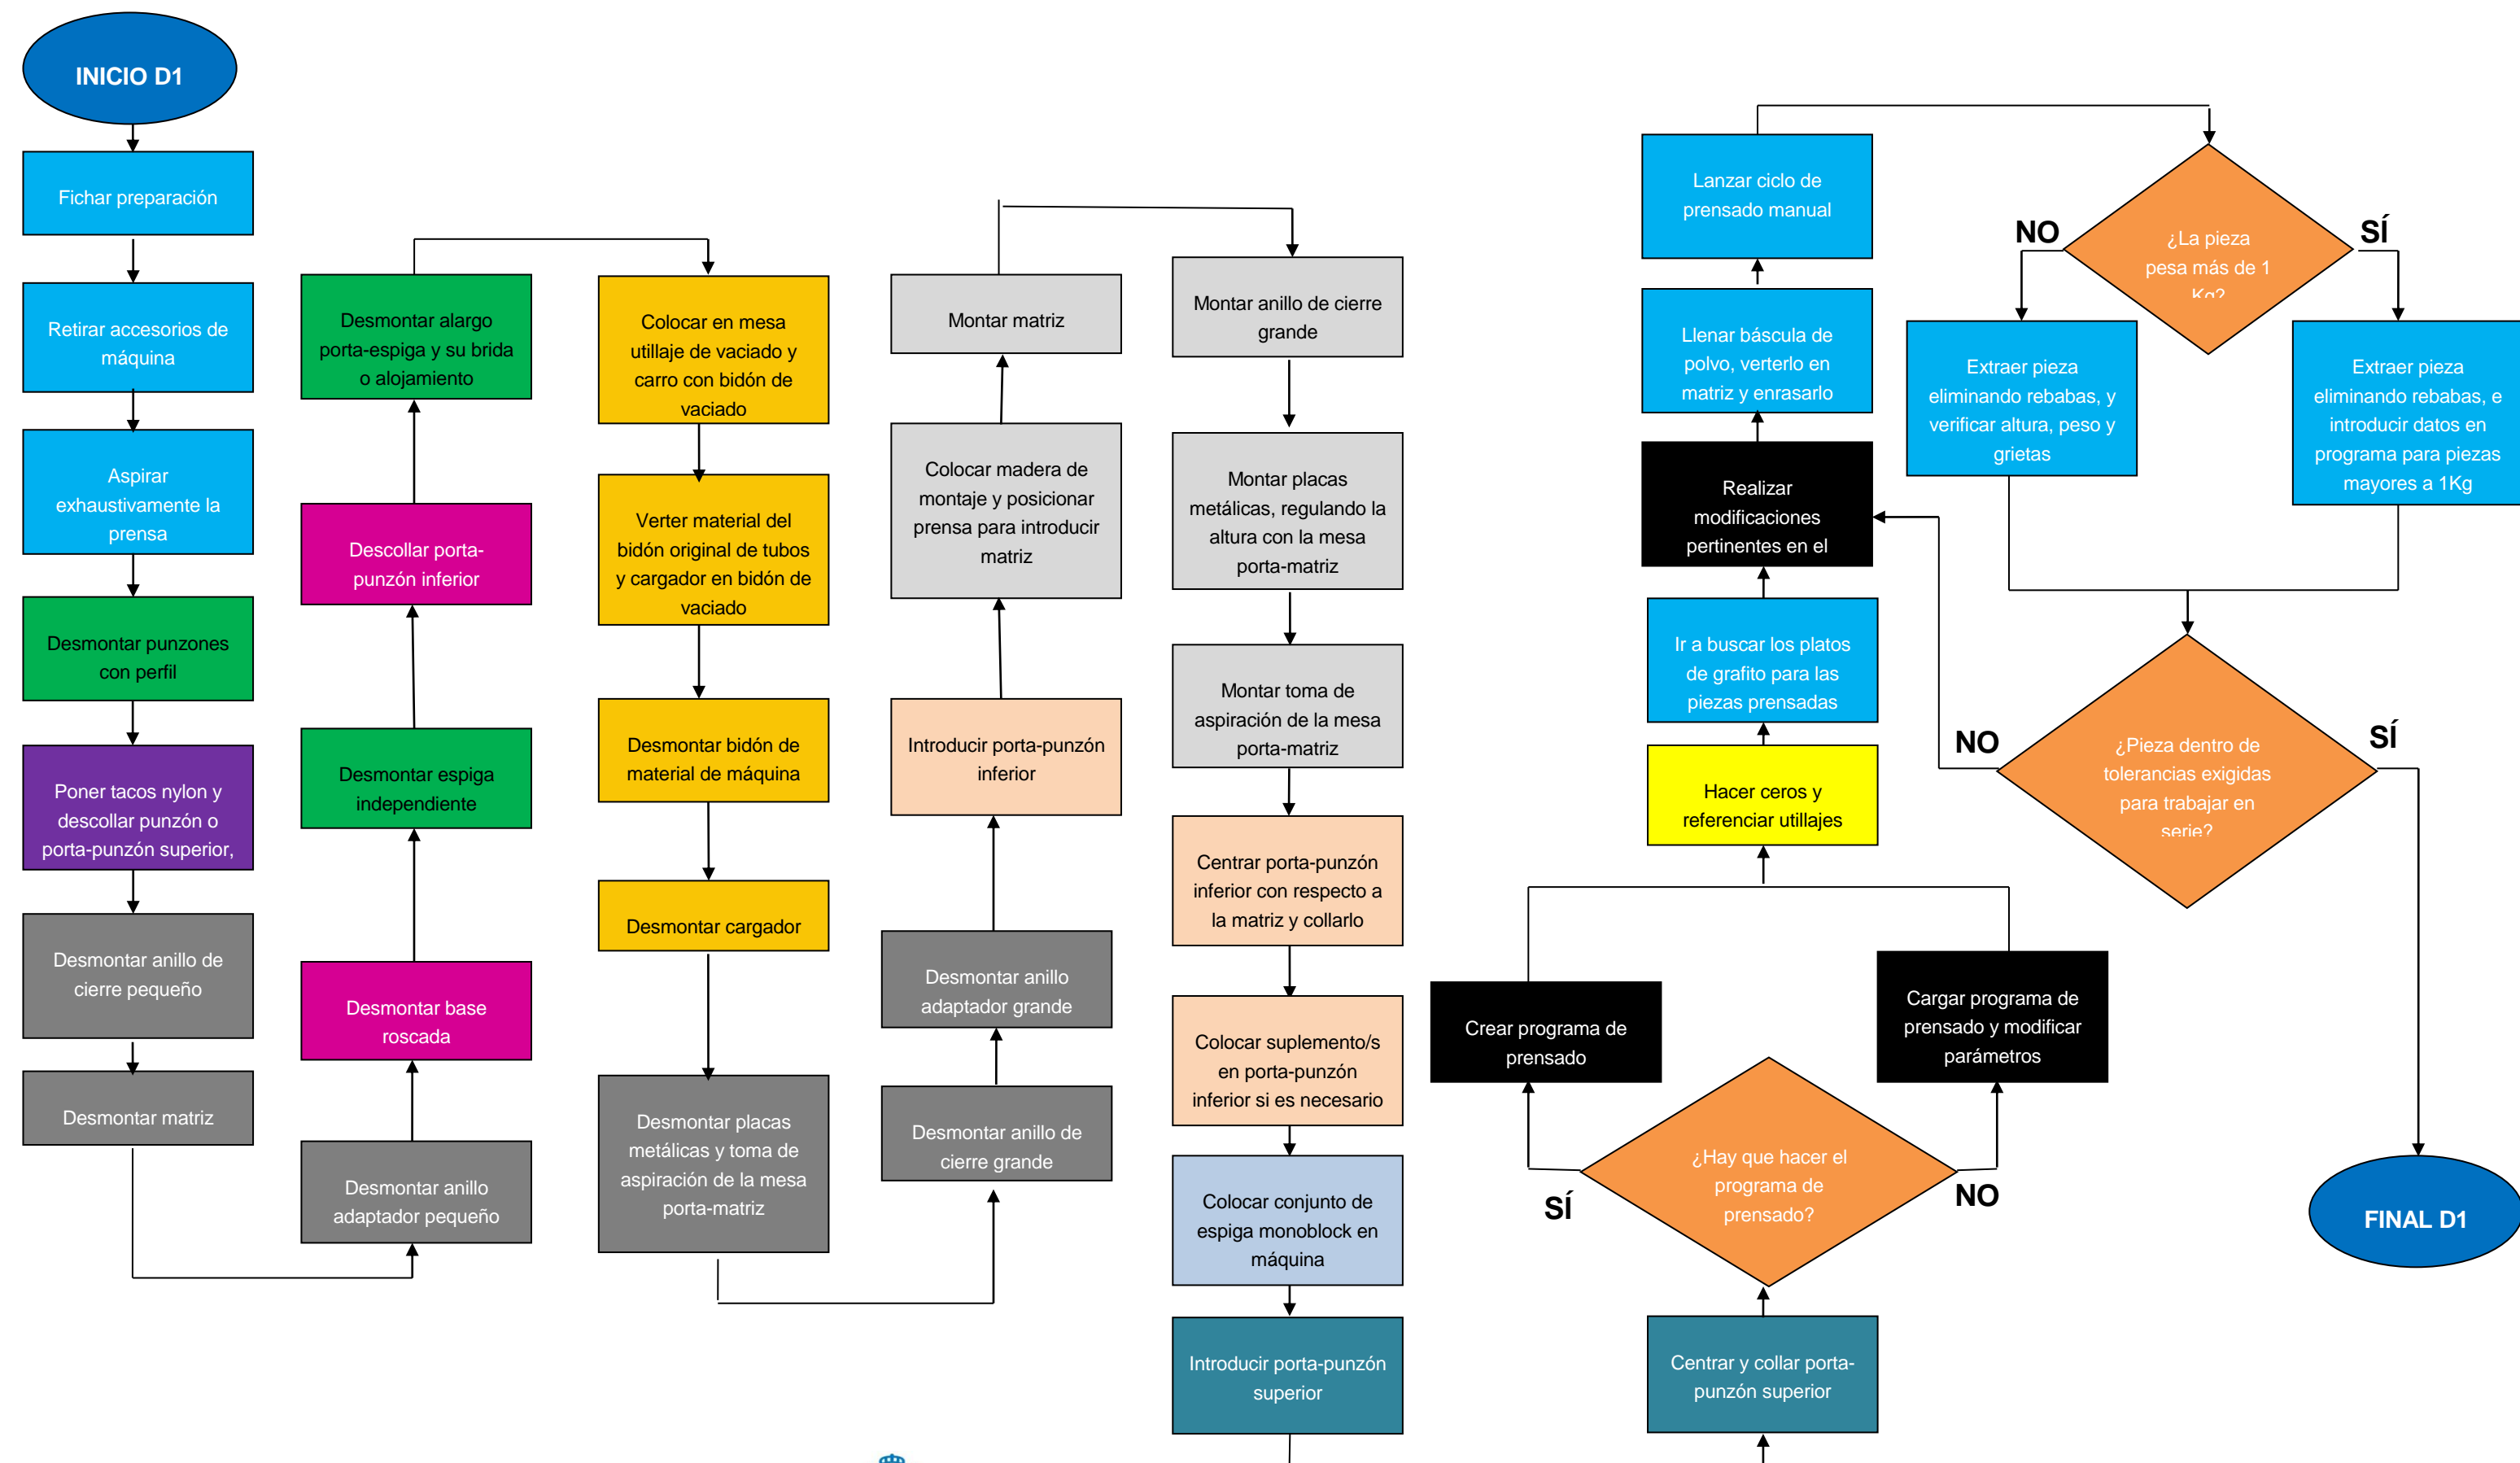 INICIO D1
Fichar preparación
Retirar accesorios de
máquina
Aspirar
exhaustivamente la
prensa
Desmontar punzones
con perfil
Poner tacos nylon y
descollar punzón o
porta-punzón superior,
Desmontar anillo de
cierre pequeño
Desmontar matriz
Desmontar anillo
adaptador pequeño
Desmontar base
roscada
Desmontar espiga
independiente
Descollar porta-
punzón inferior
Desmontar alargo
porta-espiga y su brida
o alojamiento
Colocar en mesa
utillaje de vaciado y
carro con bidón de
vaciado
Verter material del
bidón original de tubos
y cargador en bidón de
vaciado
Desmontar bidón de
material de máquina
Desmontar cargador
Desmontar placas
metálicas y toma de
aspiración de la mesa
porta-matriz
Desmontar anillo de
cierre grande
Desmontar anillo
adaptador grande
Introducir porta-punzón
inferior
Colocar madera de
montaje y posicionar
prensa para introducir
matriz
Montar matriz
Montar anillo de cierre
grande
Montar placas
metálicas, regulando la
altura con la mesa
porta-matriz
Montar toma de
aspiración de la mesa
porta-matriz
Centrar porta-punzón
inferior con respecto a
la matriz y collarlo
Colocar suplemento/s
en porta-punzón
inferior si es necesario
Colocar conjunto de
espiga monoblock en
máquina
Introducir porta-punzón
superior
Centrar y collar porta-
punzón superior
¿Hay que hacer el
programa de
prensado?
SÍ
NO
Crear programa de
prensado
Cargar programa de
prensado y modificar
parámetros
Hacer ceros y
referenciar utillajes
Ir a buscar los platos
de grafito para las
piezas prensadas
Realizar
modificaciones
pertinentes en el
Llenar báscula de
polvo, verterlo en
matriz y enrasarlo
Lanzar ciclo de
prensado manual
¿La pieza
pesa más de 1
Kg?
NO
SÍ
Extraer pieza
eliminando rebabas, y
verificar altura, peso y
grietas
Extraer pieza
eliminando rebabas, e
introducir datos en
programa para piezas
mayores a 1Kg
¿Pieza dentro de
tolerancias exigidas
para trabajar en
serie?
NO
SÍ
FINAL D1